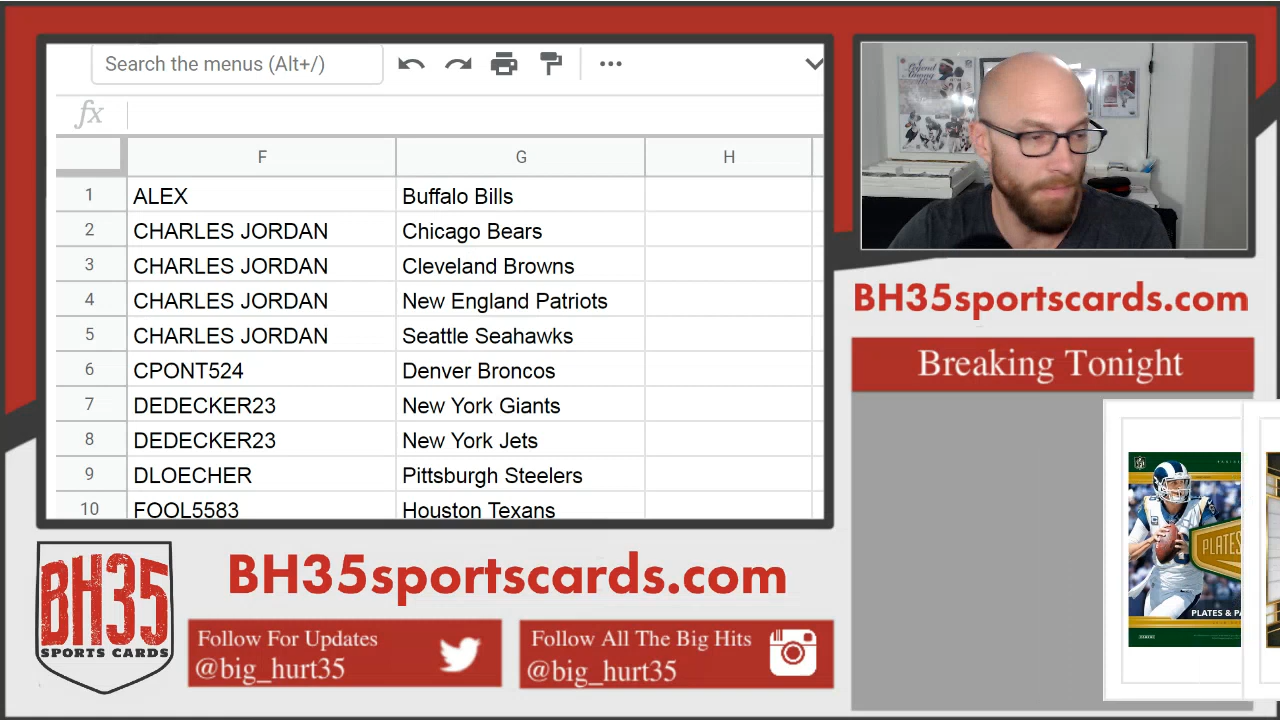 Search the menus (Alt+/)
fx
F G H
1 ALEX Buffalo Bills
2 CHARLES JORDAN Chicago Bears
3 CHARLES JORDAN Cleveland Browns
4 CHARLES JORDAN New England Patriots
5 CHARLES JORDAN Seattle Seahawks
6 CPONT524 Denver Broncos
7 DEDECKER23 New York Giants
8 DEDECKER23 New York Jets
9 DLOECHER Pittsburgh Steelers
10 FOOL5583 Houston Texans
BH35sportscards.com
Breaking Tonight
PLATES
PLATES & PA
BH35
SPORTS CARDS
BH35sportscards.com
Follow For Updates
@big_hurt35
Follow All The Big Hits
@big_hurt35